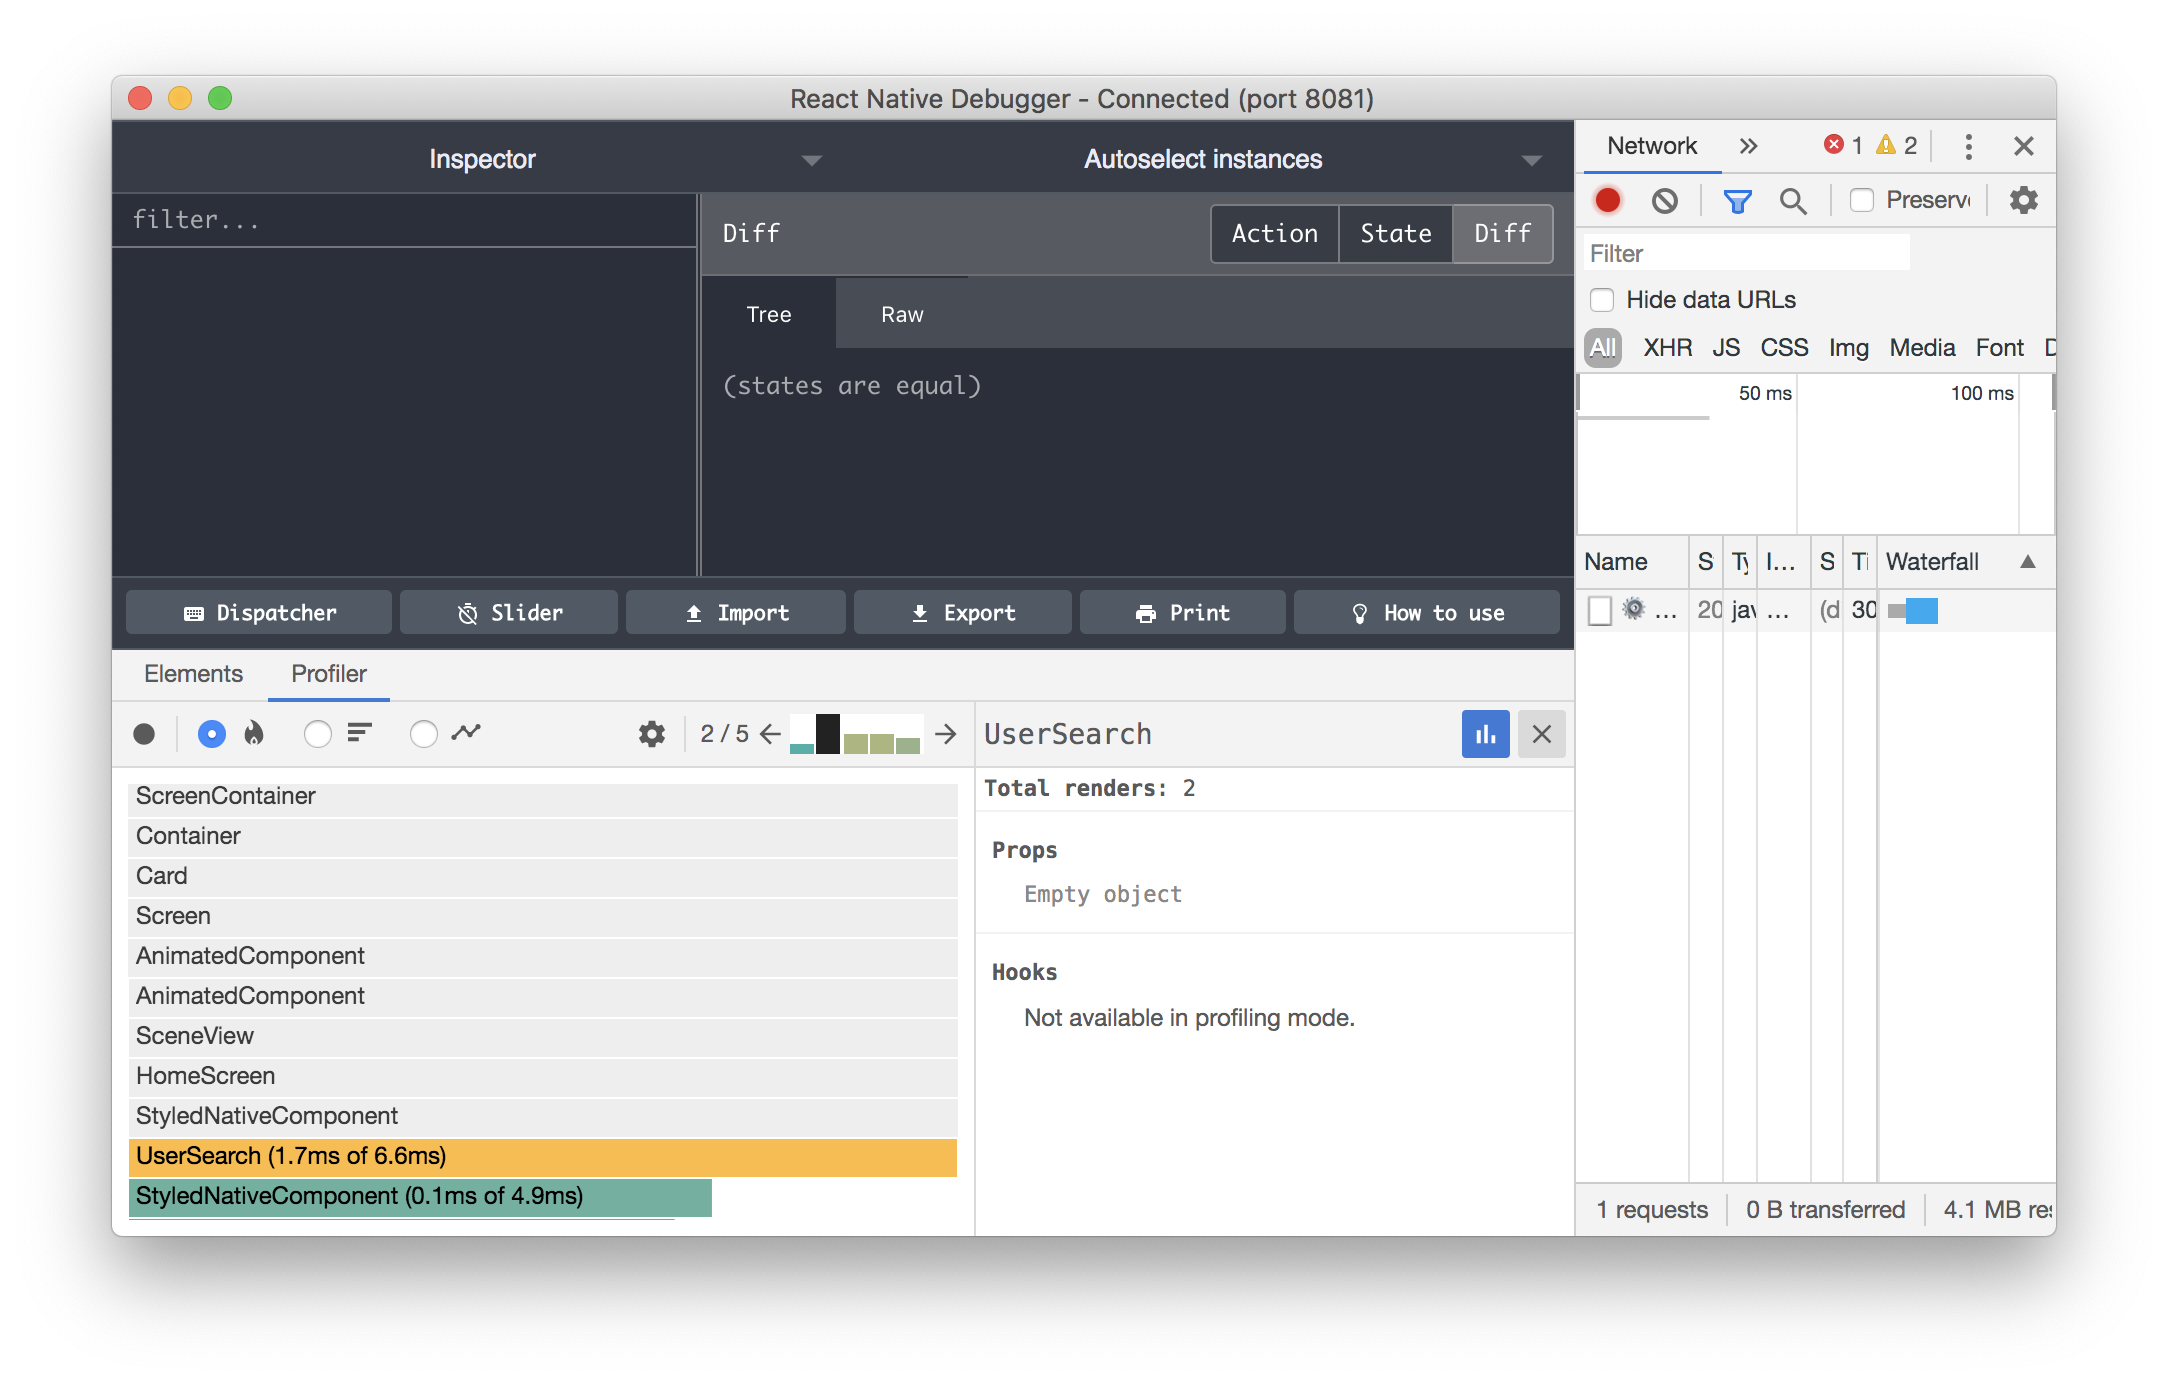 React Native Debugger - Connected (port 8081)
Inspector
Autoselect instances
filter...
Diff
Action
State
Diff
Tree
Raw
(states are equal)
Dispatcher
Slider
Import
Export
Print
How to use
Elements
Profiler
2 / 5
ScreenContainer
Container
Card
Screen
AnimatedComponent
AnimatedComponent
SceneView
HomeScreen
StyledNativeComponent
UserSearch (1.7ms of 6.6ms)
StyledNativeComponent (0.1ms of 4.9ms)
UserSearch
Total renders: 2
Props
Empty object
Hooks
Not available in profiling mode.
Network
1
2
Preserv
Filter
Hide data URLs
All XHR JS CSS Img Media Font D
50 ms
100 ms
Name S Ty I... S Ti Waterfall
... 20 jav ... (d 30
1 requests
0 B transferred
4.1 MB re